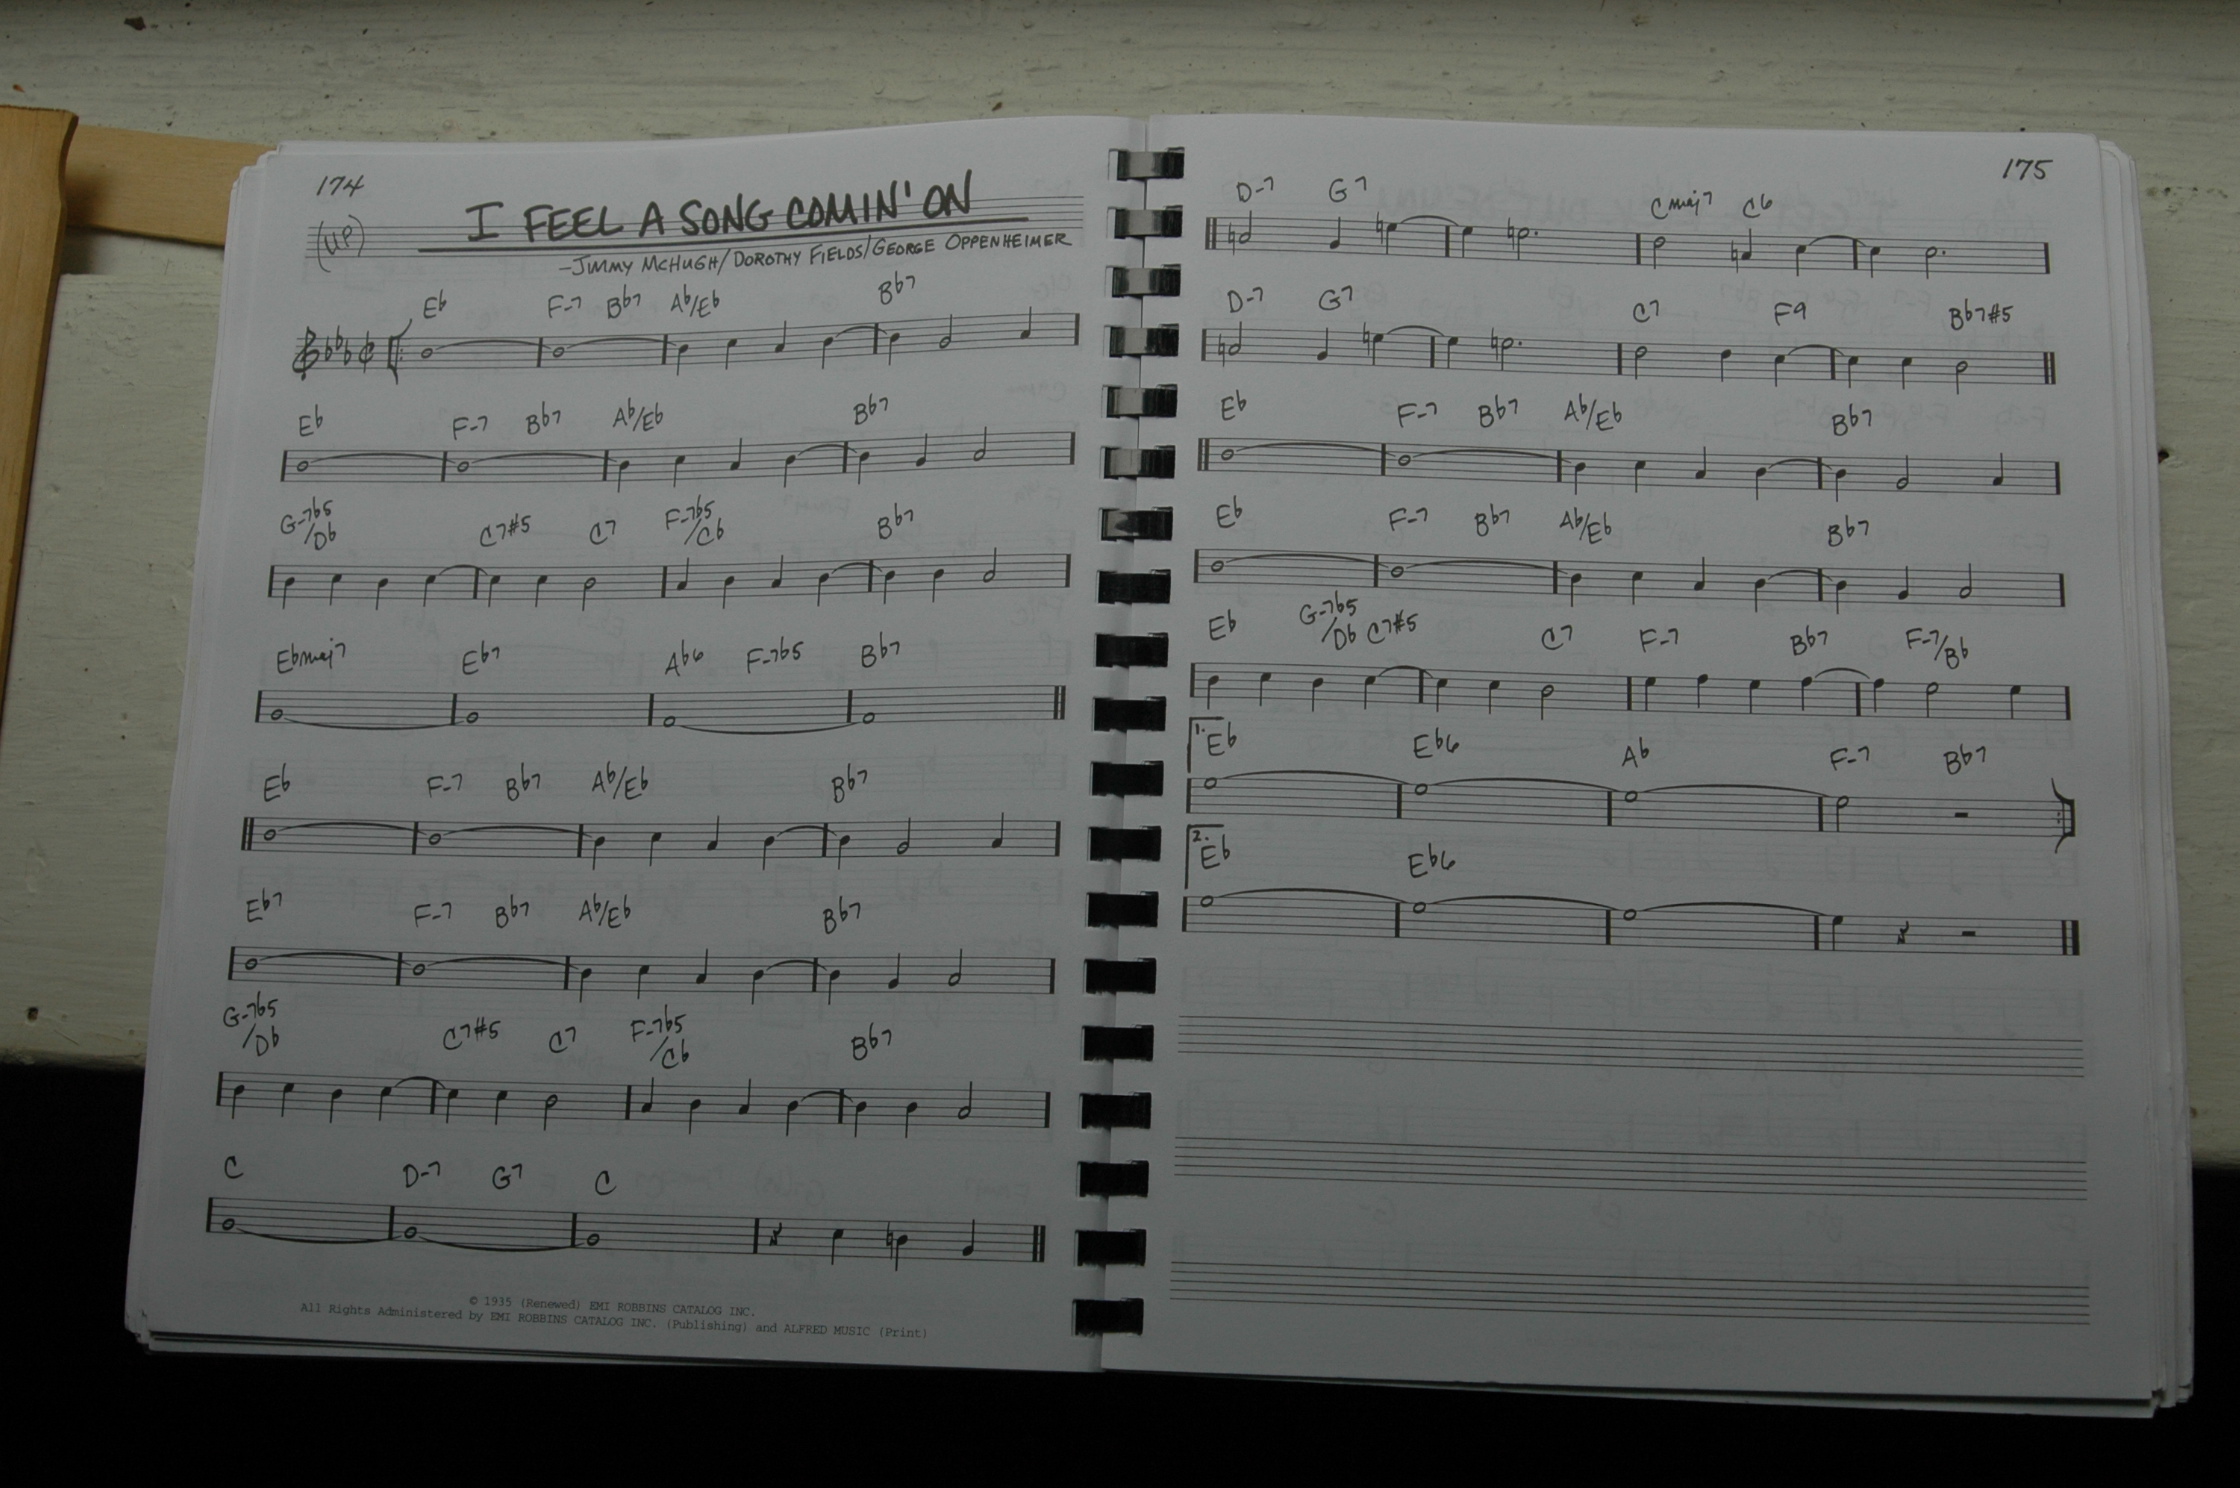 174
(UP)
I FEEL A SONG COMIN' ON
-JIMMY MCHUGH/DOROTHY FIELDS/GEORGE OPPENHEIMER
Eb F-7 Bb7 Ab/Eb Bb7
Eb F-7 Bb7 Ab/Eb Bb7
G-7b5/Db C7#5 C7 F-7b5/Cb Bb7
Ebmaj7 Eb7 Ab6 F-7b5 Bb7
Eb F-7 Bb7 Ab/Eb Bb7
Eb7 F-7 Bb7 Ab/Eb Bb7
G-7b5/Db C7#5 C7 F-7b5/Cb Bb7
C D-7 G7 C
© 1935 (Renewed) EMI ROBBINS CATALOG INC.
All Rights Administered by EMI ROBBINS CATALOG INC. (Publishing) and ALFRED MUSIC (Print)
175
D-7 G7 Cmaj7 C6
D-7 G7 C7 F9 Bb7#5
Eb F-7 Bb7 Ab/Eb Bb7
Eb F-7 Bb7 Ab/Eb Bb7
Eb G-7b5/Db C7#5 C7 F-7 Bb7 F-7/Bb
1. Eb Eb6 Ab F-7 Bb7
2. Eb Eb6